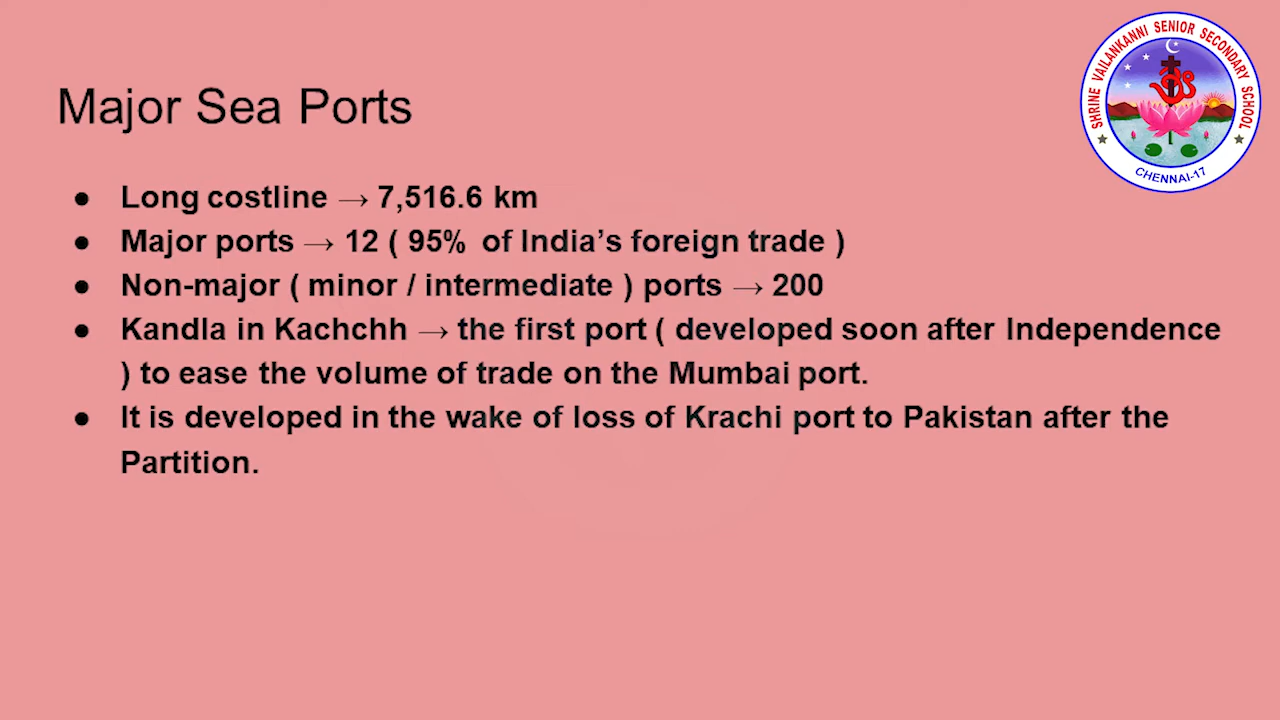 SHRINE VAILANKANNI SENIOR SECONDARY SCHOOL
CHENNAI-17
Major Sea Ports
● Long costline → 7,516.6 km
● Major ports → 12 ( 95% of India’s foreign trade )
● Non-major ( minor / intermediate ) ports → 200
● Kandla in Kachchh → the first port ( developed soon after Independence
) to ease the volume of trade on the Mumbai port.
● It is developed in the wake of loss of Krachi port to Pakistan after the
Partition.